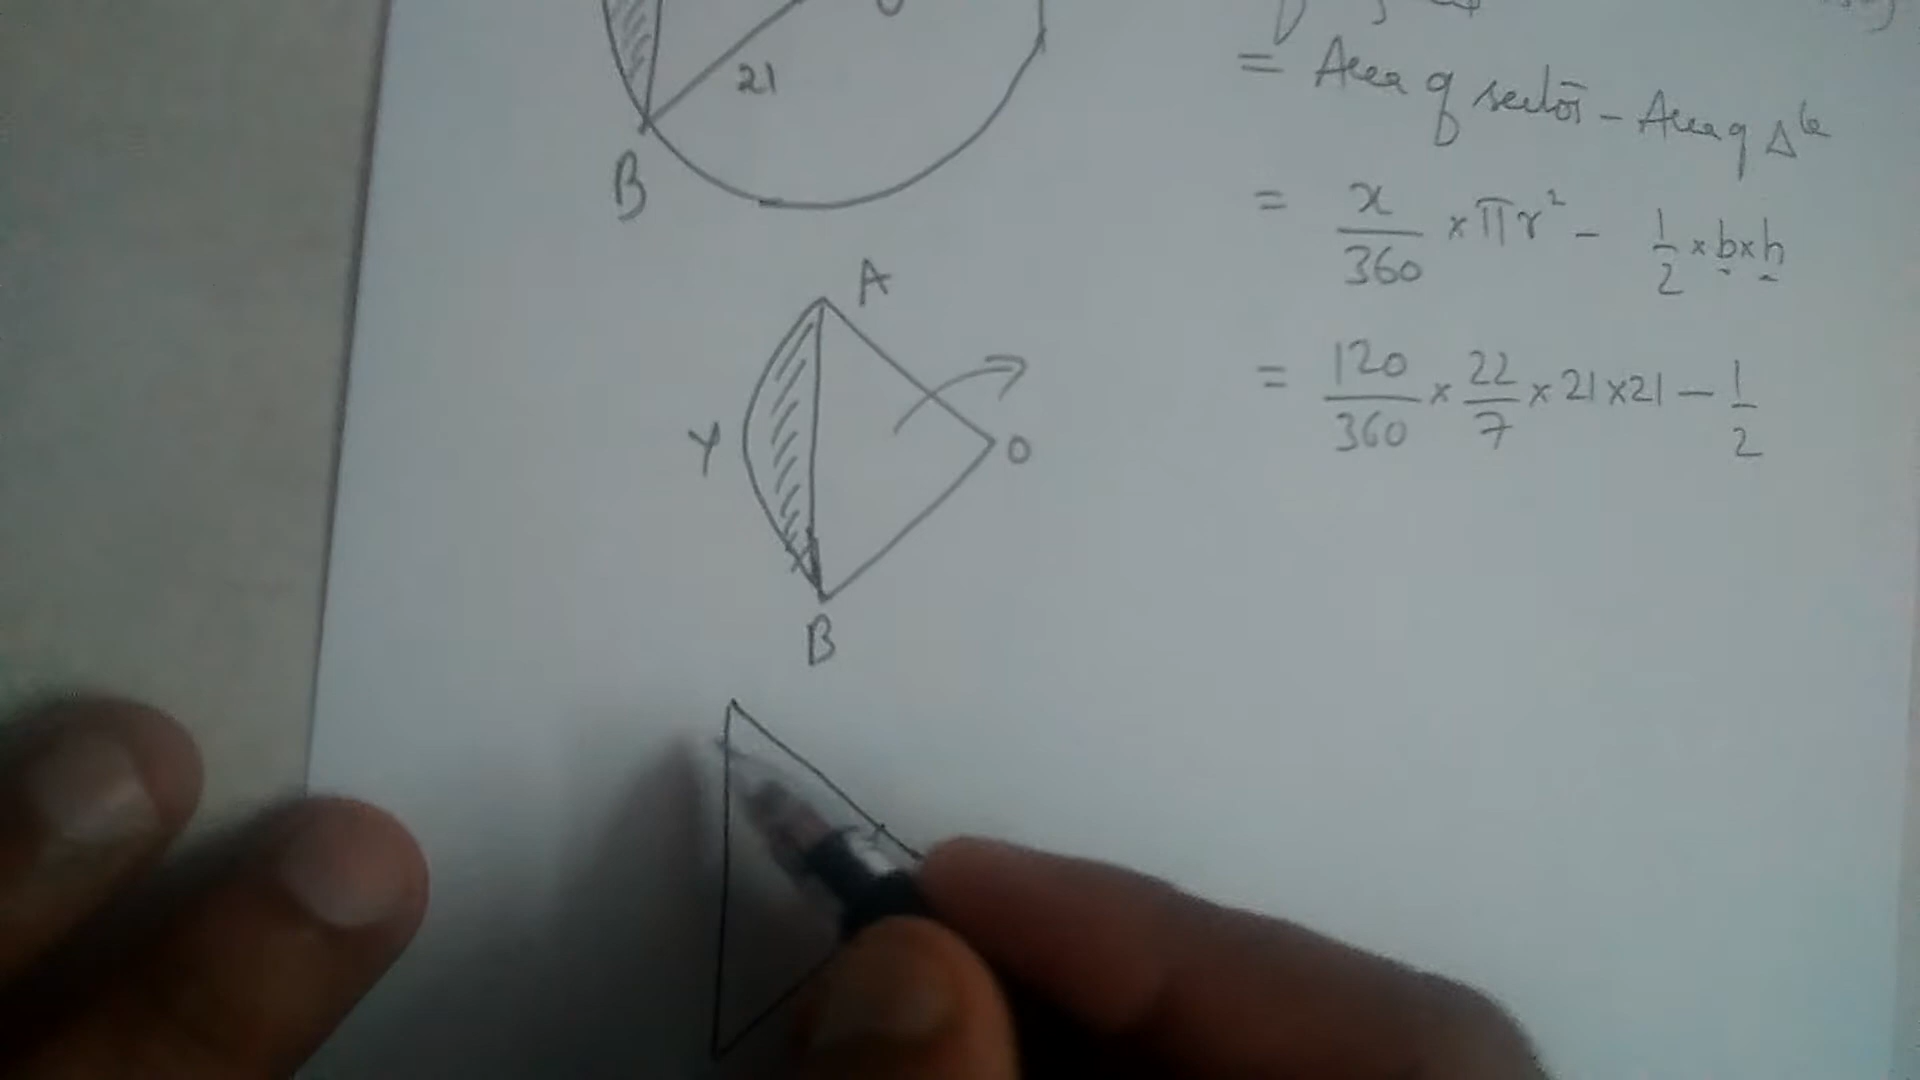 21
B
A
Y
O
B
= Area of sector - Area of Δle
= x/360 × πr² - 1/2 × b × h
= 120/360 × 22/7 × 21 × 21 - 1/2